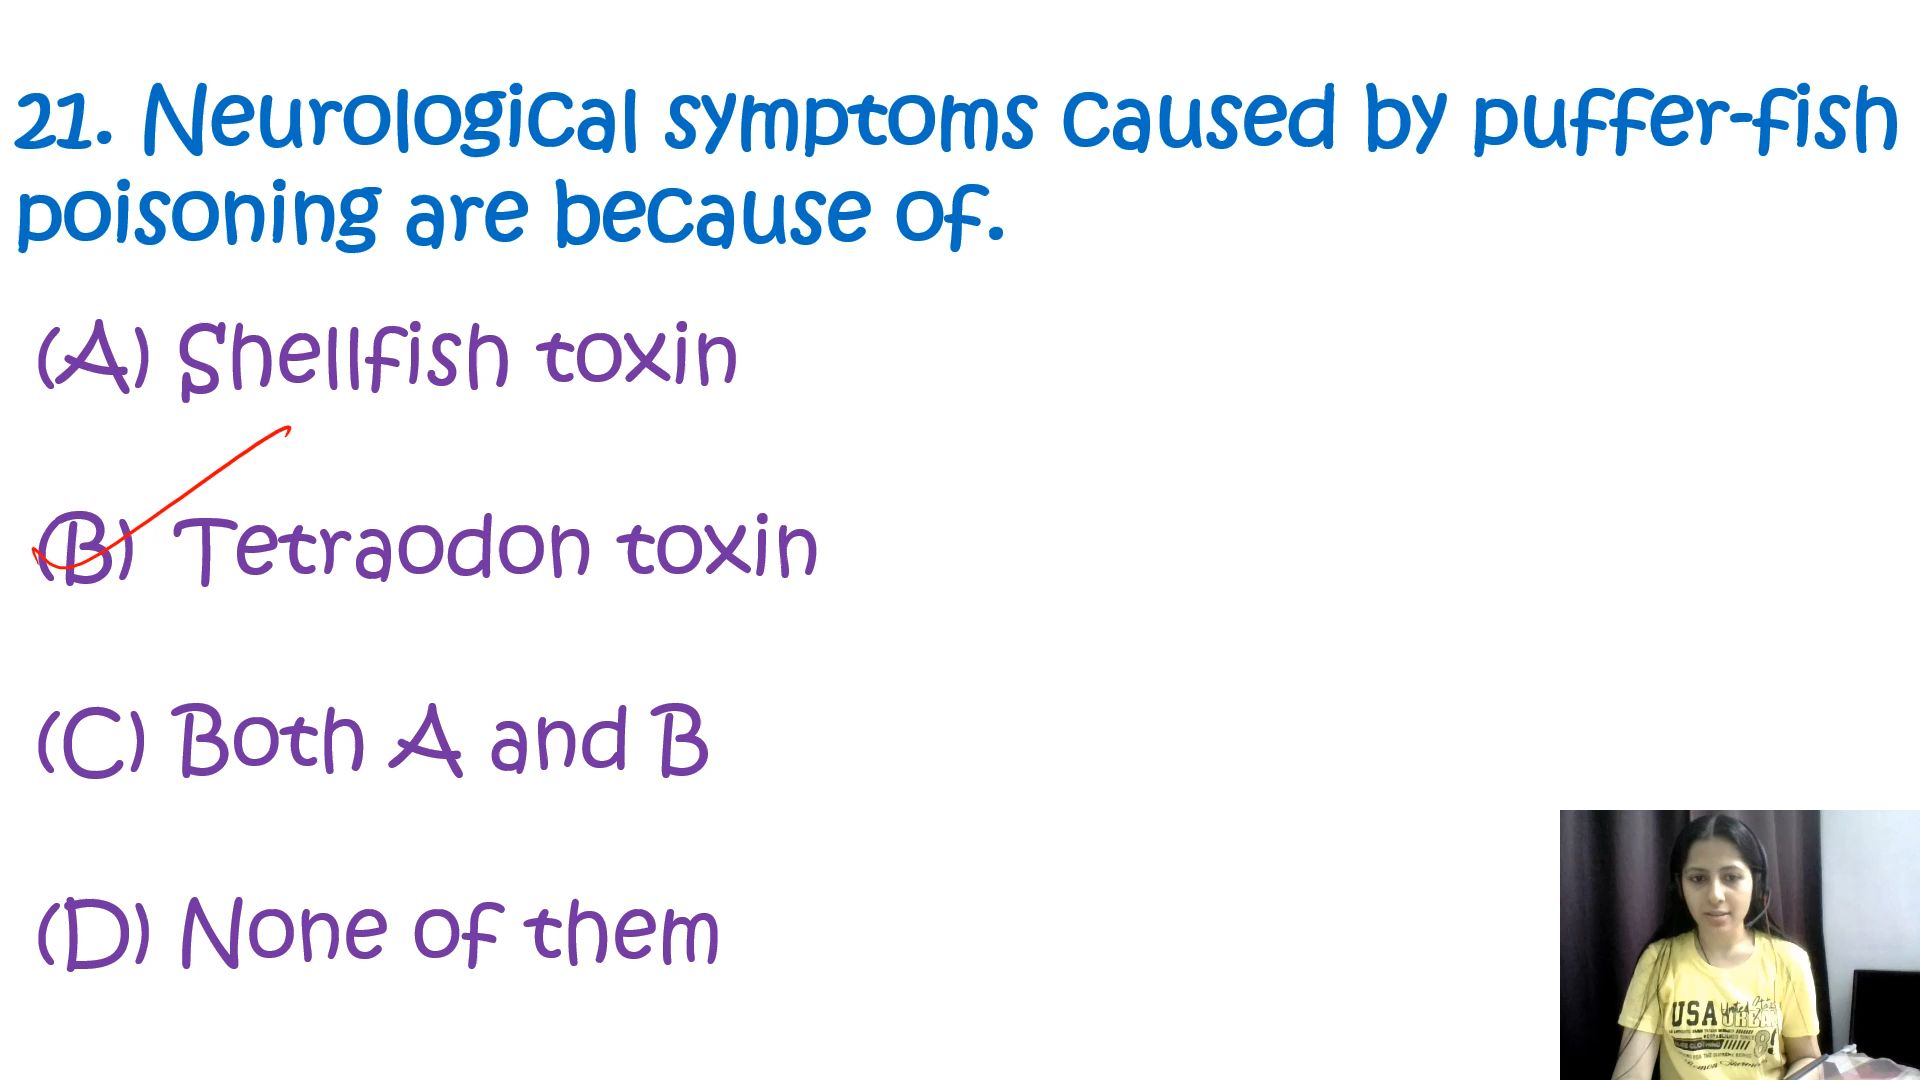 21. Neurological symptoms caused by puffer-fish
poisoning are because of.
(A) Shellfish toxin
(B) Tetraodon toxin
(C) Both A and B
(D) None of them
USA